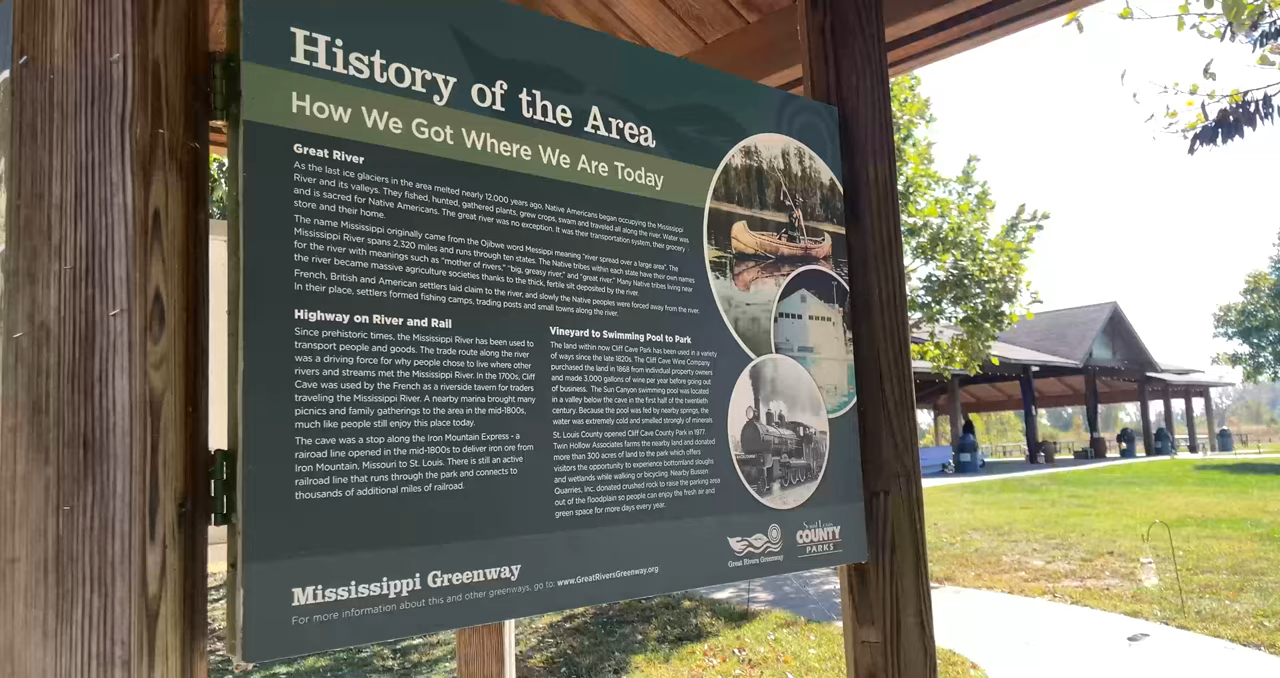 History of the Area
How We Got Where We Are Today
Great River
As the last ice glaciers in the area melted nearly 12,000 years ago, Native Americans began occupying the Mississippi
River and its valleys. They fished, hunted, gathered plants, grew crops, swam and traveled all along the river. Water was
and is sacred for Native Americans. The great river was no exception. It was their transportation system, their grocery
store and their home.
The name Mississippi originally came from the Ojibwe word Messipi meaning "river spread over a large area". The
Mississippi River spans 2,320 miles and runs through ten states. The Native tribes within each state have their own names
for the river with meanings such as "mother of rivers," "big, greasy river," and "great river." Many Native tribes living near
the river became massive agriculture societies thanks to the thick, fertile silt deposited by the river.
French, British and American settlers laid claim to the river, and slowly the Native peoples were forced away from the river.
In their place, settlers formed fishing camps, trading posts and small towns along the river.
Highway on River and Rail
Since prehistoric times, the Mississippi River has been used to
transport people and goods. The trade route along the river
was a driving force for why people chose to live where other
rivers and streams met the Mississippi River. In the 1700s, Cliff
Cave was used by the French as a riverside tavern for traders
traveling the Mississippi River. A nearby marina brought many
picnics and family gatherings to the area in the mid-1800s,
much like people still enjoy this place today.
The cave was a stop along the Iron Mountain Express - a
railroad line opened in the mid-1800s to deliver iron ore from
Iron Mountain, Missouri to St. Louis. There is still an active
railroad line that runs through the park and connects to
thousands of additional miles of railroad.
Vineyard to Swimming Pool to Park
The land within now Cliff Cave Park has been used in a variety
of ways since the late 1820s. The Cliff Cave Wine Company
purchased the land in 1868 from individual property owners
and made 3,000 gallons of wine per year before going out
of business. The Sun Canyon swimming pool was located
in a valley below the cave in the first half of the twentieth
century. Because the pool was fed by nearby springs, the
water was extremely cold and smelled strongly of minerals.
St. Louis County opened Cliff Cave County Park in 1977.
Twin Hollow Associates farms the nearby land and donated
more than 300 acres of land to the park which offers
visitors the opportunity to experience bottomland sloughs
and wetlands while walking or bicycling. Nearby Bussen
Quarries, Inc. donated crushed rock to raise the parking area
out of the floodplain so people can enjoy the fresh air and
green space for more days every year.
Mississippi Greenway
For more information about this and other greenways, go to: www.GreatRiversGreenway.org
Great Rivers Greenway
Saint Louis
COUNTY
PARKS